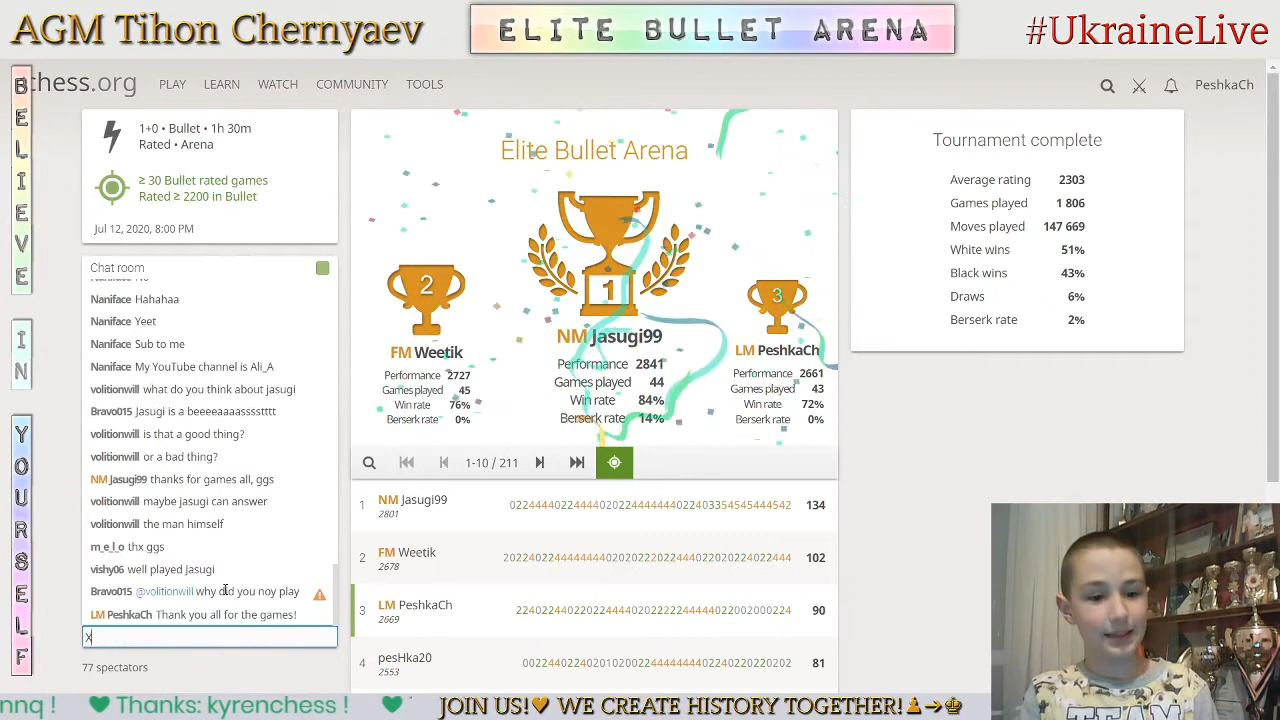 AGM Tihon Chernyaev
ELITE BULLET ARENA
#UkraineLive
BELIEVE
IN
YOURSELF
chess.org
PLAY LEARN WATCH COMMUNITY TOOLS
PeshkaCh
1+0 • Bullet • 1h 30m
Rated • Arena
≥ 30 Bullet rated games
Rated ≥ 2200 in Bullet
Jul 12, 2020, 8:00 PM
Chat room
Naniface No
Naniface Hahahaa
Naniface Yeet
Naniface Sub to me
Naniface My YouTube channel is Ali_A
volitionwill what do you think about jasugi
Bravo015 Jasugi is a beeeeaaaassssttt
volitionwill is that a good thing?
volitionwill or a bad thing?
NM Jasugi99 thanks for games all, ggs
volitionwill maybe jasugi can answer
volitionwill the man himself
m_e_l_o thx ggs
vishy06 well played Jasugi
Bravo015 @volitionwill why did you noy play
LM PeshkaCh Thank you all for the games!
X
77 spectators
Elite Bullet Arena
2
FM Weetik
Performance 2727
Games played 45
Win rate 76%
Berserk rate 0%
1
NM Jasugi99
Performance 2841
Games played 44
Win rate 84%
Berserk rate 14%
3
LM PeshkaCh
Performance 2661
Games played 43
Win rate 72%
Berserk rate 0%
1-10 / 211
1 NM Jasugi99 134
2801
2 FM Weetik 102
2678
3 LM PeshkaCh 90
2669
4 pesHka20 81
2553
Tournament complete
Average rating 2303
Games played 1 806
Moves played 147 669
White wins 51%
Black wins 43%
Draws 6%
Berserk rate 2%
nnq ! Thanks: kyrenchess !
JOIN US! WE CREATE HISTORY TOGETHER!